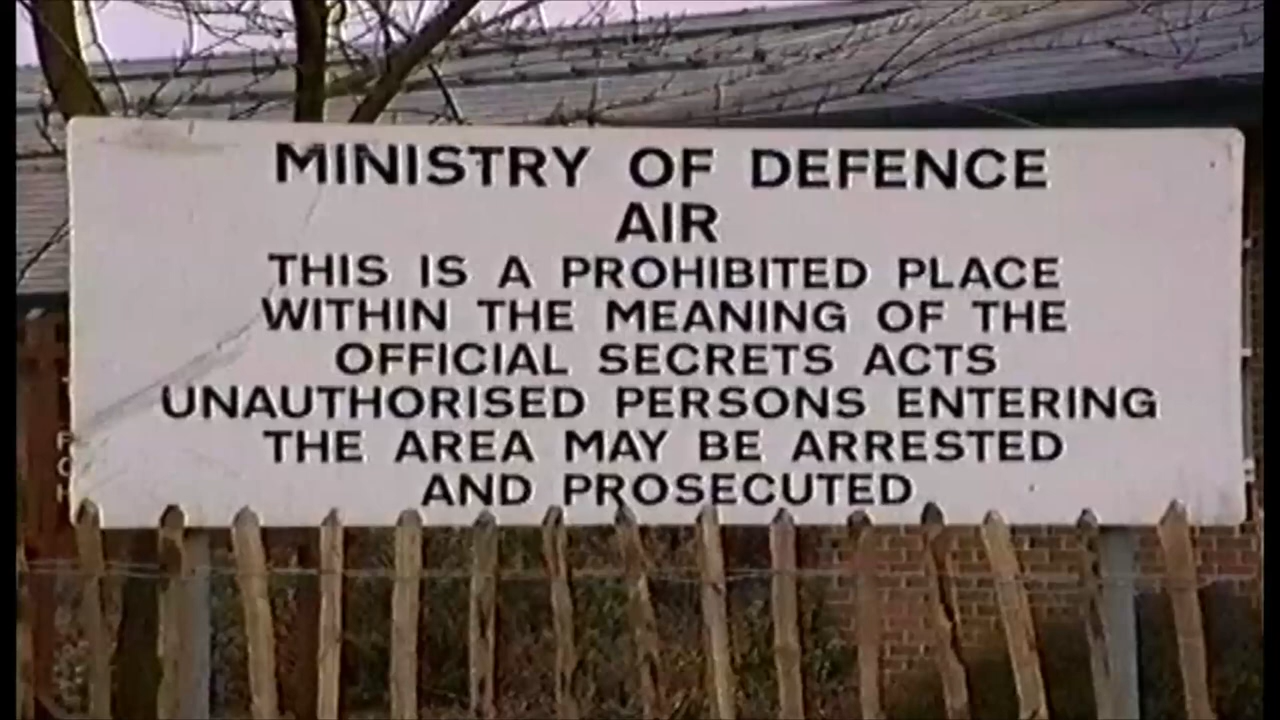 MINISTRY OF DEFENCE
AIR
THIS IS A PROHIBITED PLACE
WITHIN THE MEANING OF THE
OFFICIAL SECRETS ACTS
UNAUTHORISED PERSONS ENTERING
THE AREA MAY BE ARRESTED
AND PROSECUTED